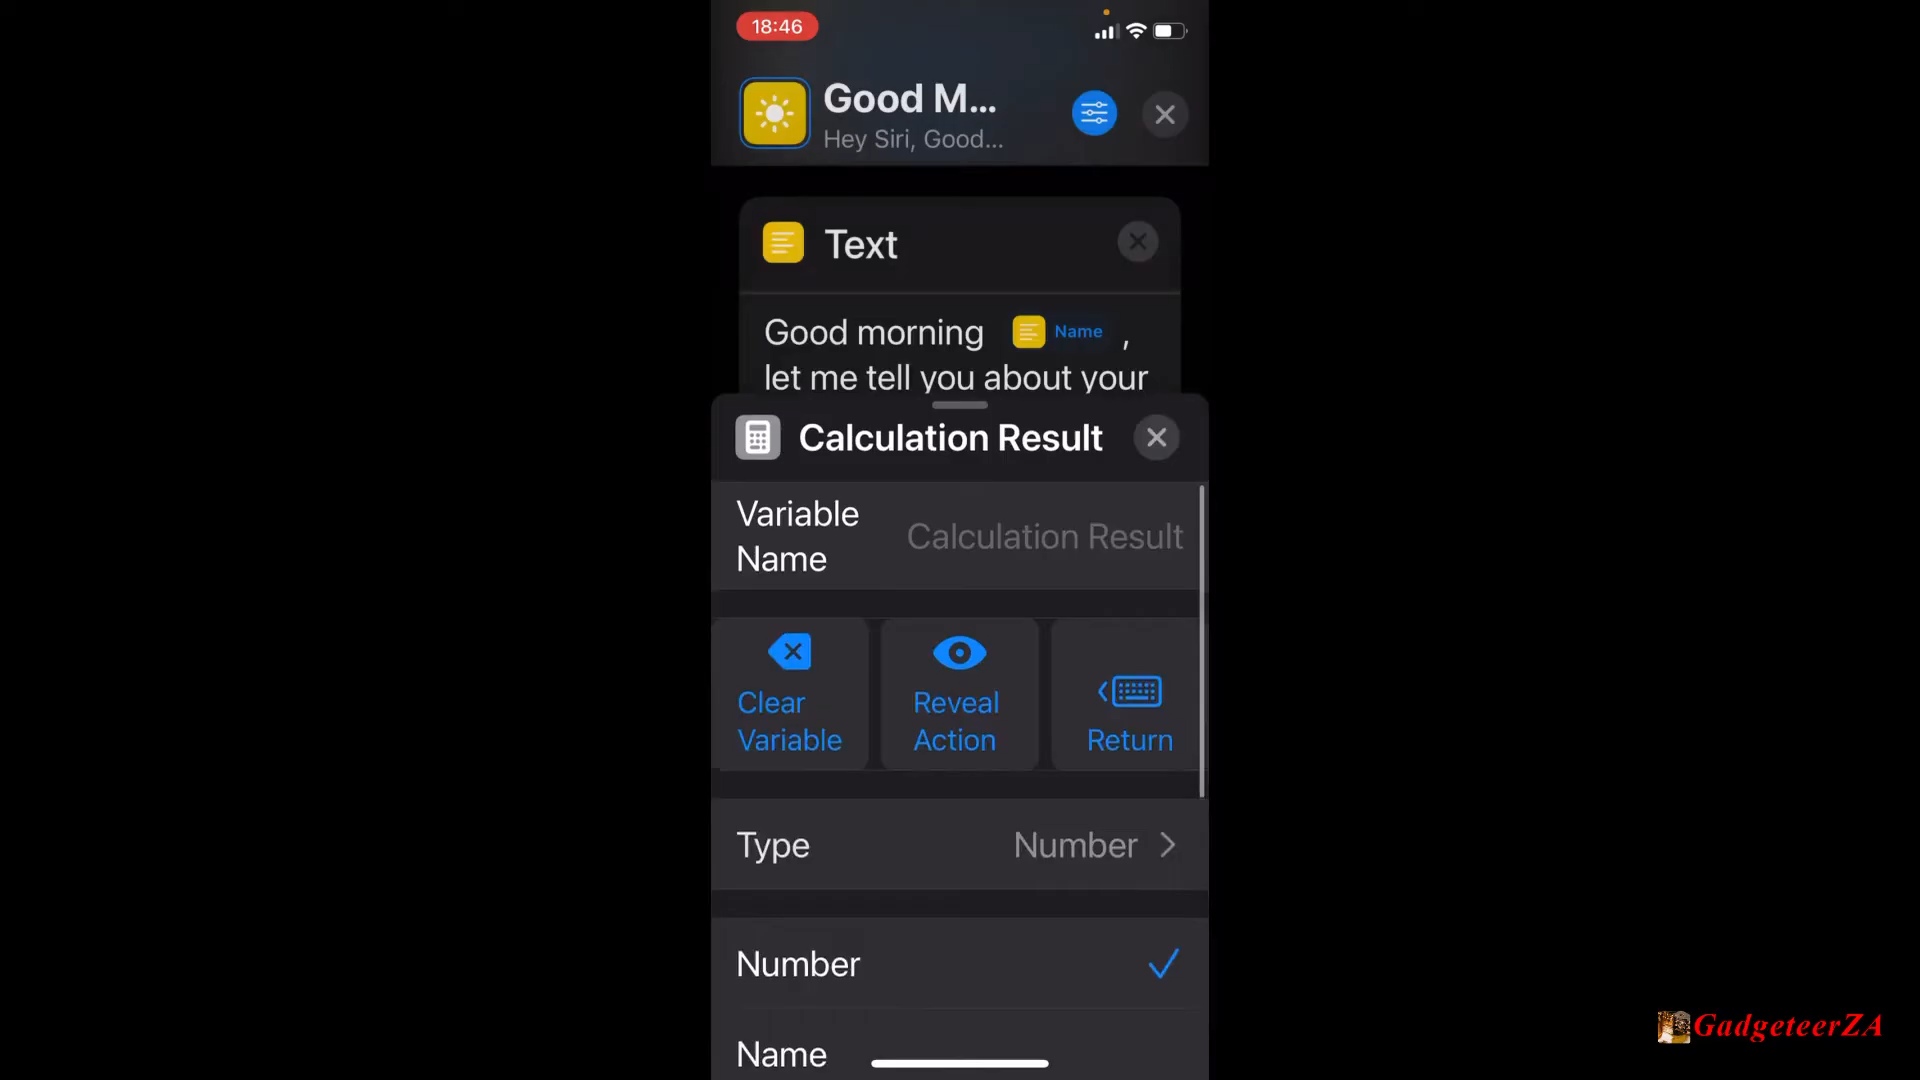 18:46
Good M...
Hey Siri, Good...
Text
Good morning Name ,
let me tell you about your
Calculation Result
Variable
Name
Calculation Result
Clear
Variable
Reveal
Action
Return
Type
Number
Number
Name
GadgeteerZA